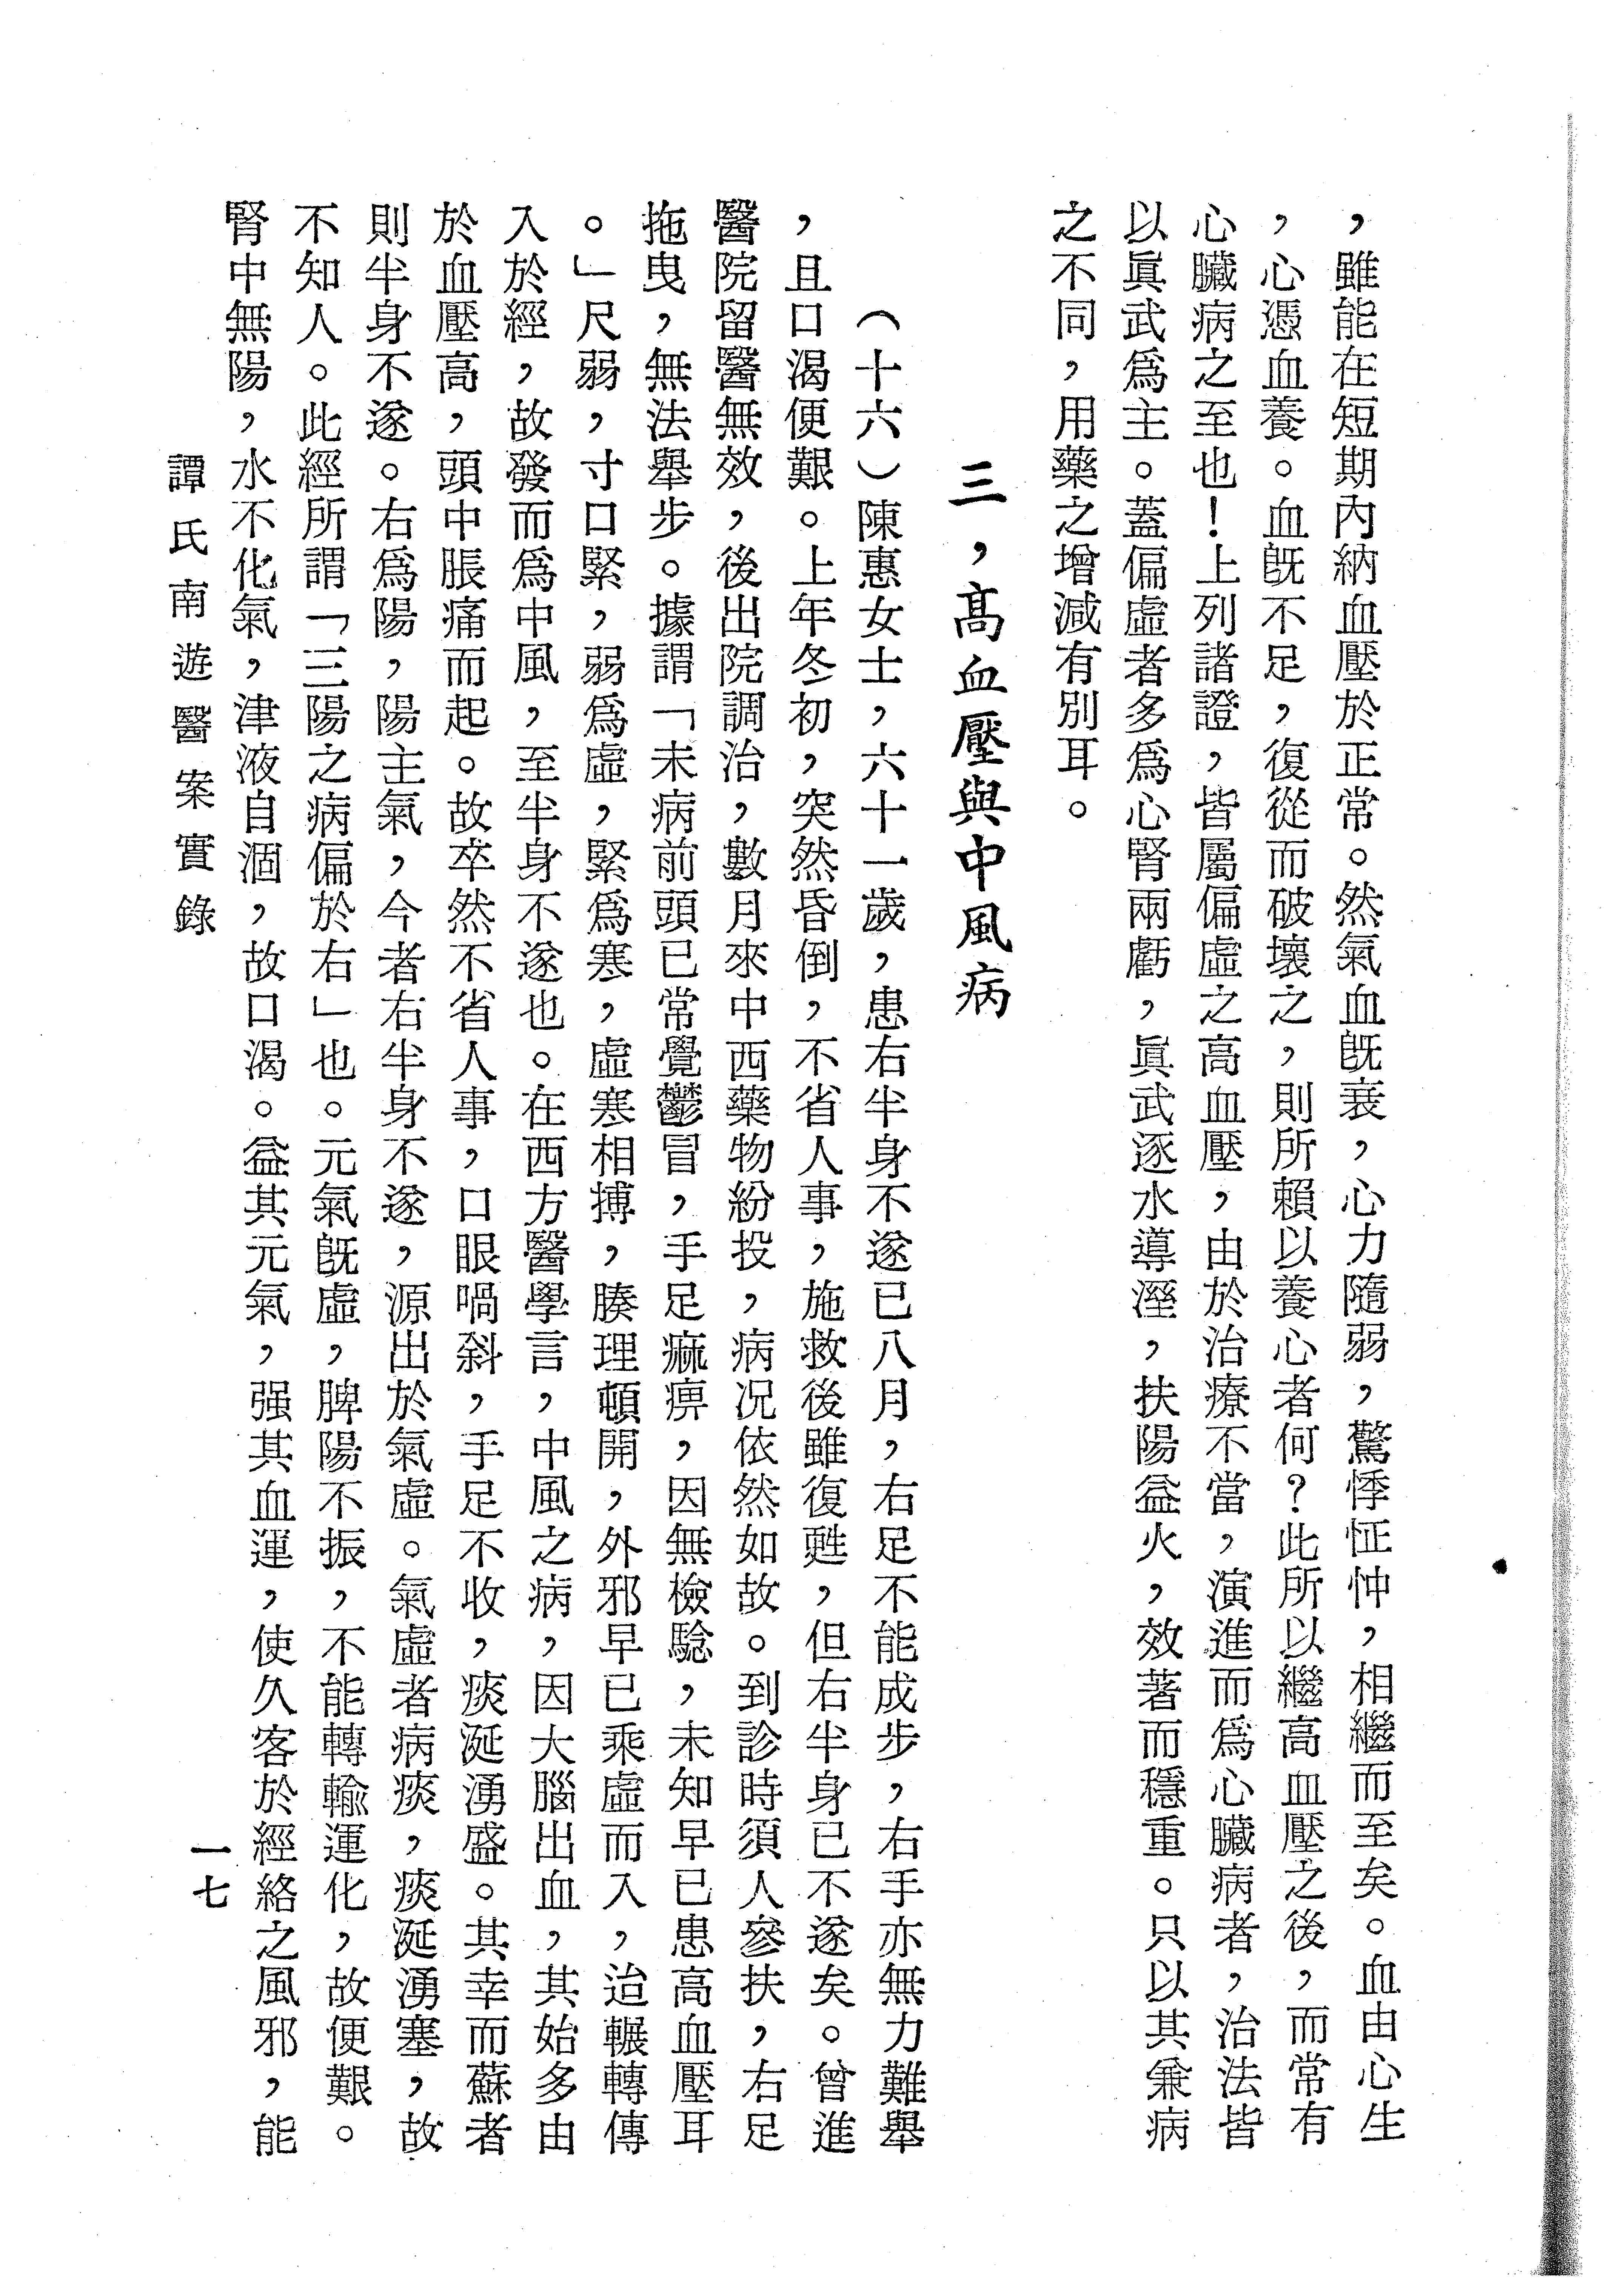 ，雖能在短期內納血壓於正常。然氣血旣衰，心力隨弱，驚悸怔忡，相繼而至矣。血由心生
，心憑血養。血旣不足，復從而破壞之，則所賴以養心者何？此所以繼高血壓之後，而常有
心臟病之至也！上列諸證，皆屬偏虛之高血壓，由於治療不當，演進而爲心臟病者，治法皆
以眞武爲主。蓋偏虛者多爲心腎兩虧，眞武逐水導溼，扶陽益火，效著而穩重。只以其兼病
之不同，用藥之增減有別耳。
三，高血壓與中風病
（十六）陳惠女士，六十一歲，患右半身不遂已八月，右足不能成步，右手亦無力難舉
，且口渴便艱。上年冬初，突然昏倒，不省人事，施救後雖復甦，但右半身已不遂矣。曾進
醫院留醫無效，後出院調治，數月來中西藥物紛投，病況依然如故。到診時須人參扶，右足
拖曳，無法舉步。據謂「未病前頭已常覺鬱冒，手足痲痹，因無檢驗，未知早已患高血壓耳
。」尺弱，寸口緊，弱爲虛，緊爲寒，虛寒相搏，腠理頓開，外邪早已乘虛而入，迨輾轉傳
入於經，故發而爲中風，至半身不遂也。在西方醫學言，中風之病，因大腦出血，其始多由
於血壓高，頭中脹痛而起。故卒然不省人事，口眼喎斜，手足不收，痰涎湧盛。其幸而蘇者
則半身不遂。右爲陽，陽主氣，今者右半身不遂，源出於氣虛。氣虛者病痰，痰涎湧塞，故
不知人。此經所謂「三陽之病偏於右」也。元氣旣虛，脾陽不振，不能轉輸運化，故便艱。
腎中無陽，水不化氣，津液自涸，故口渴。益其元氣，强其血運，使久客於經絡之風邪，能
譚氏南遊醫案實錄
一七